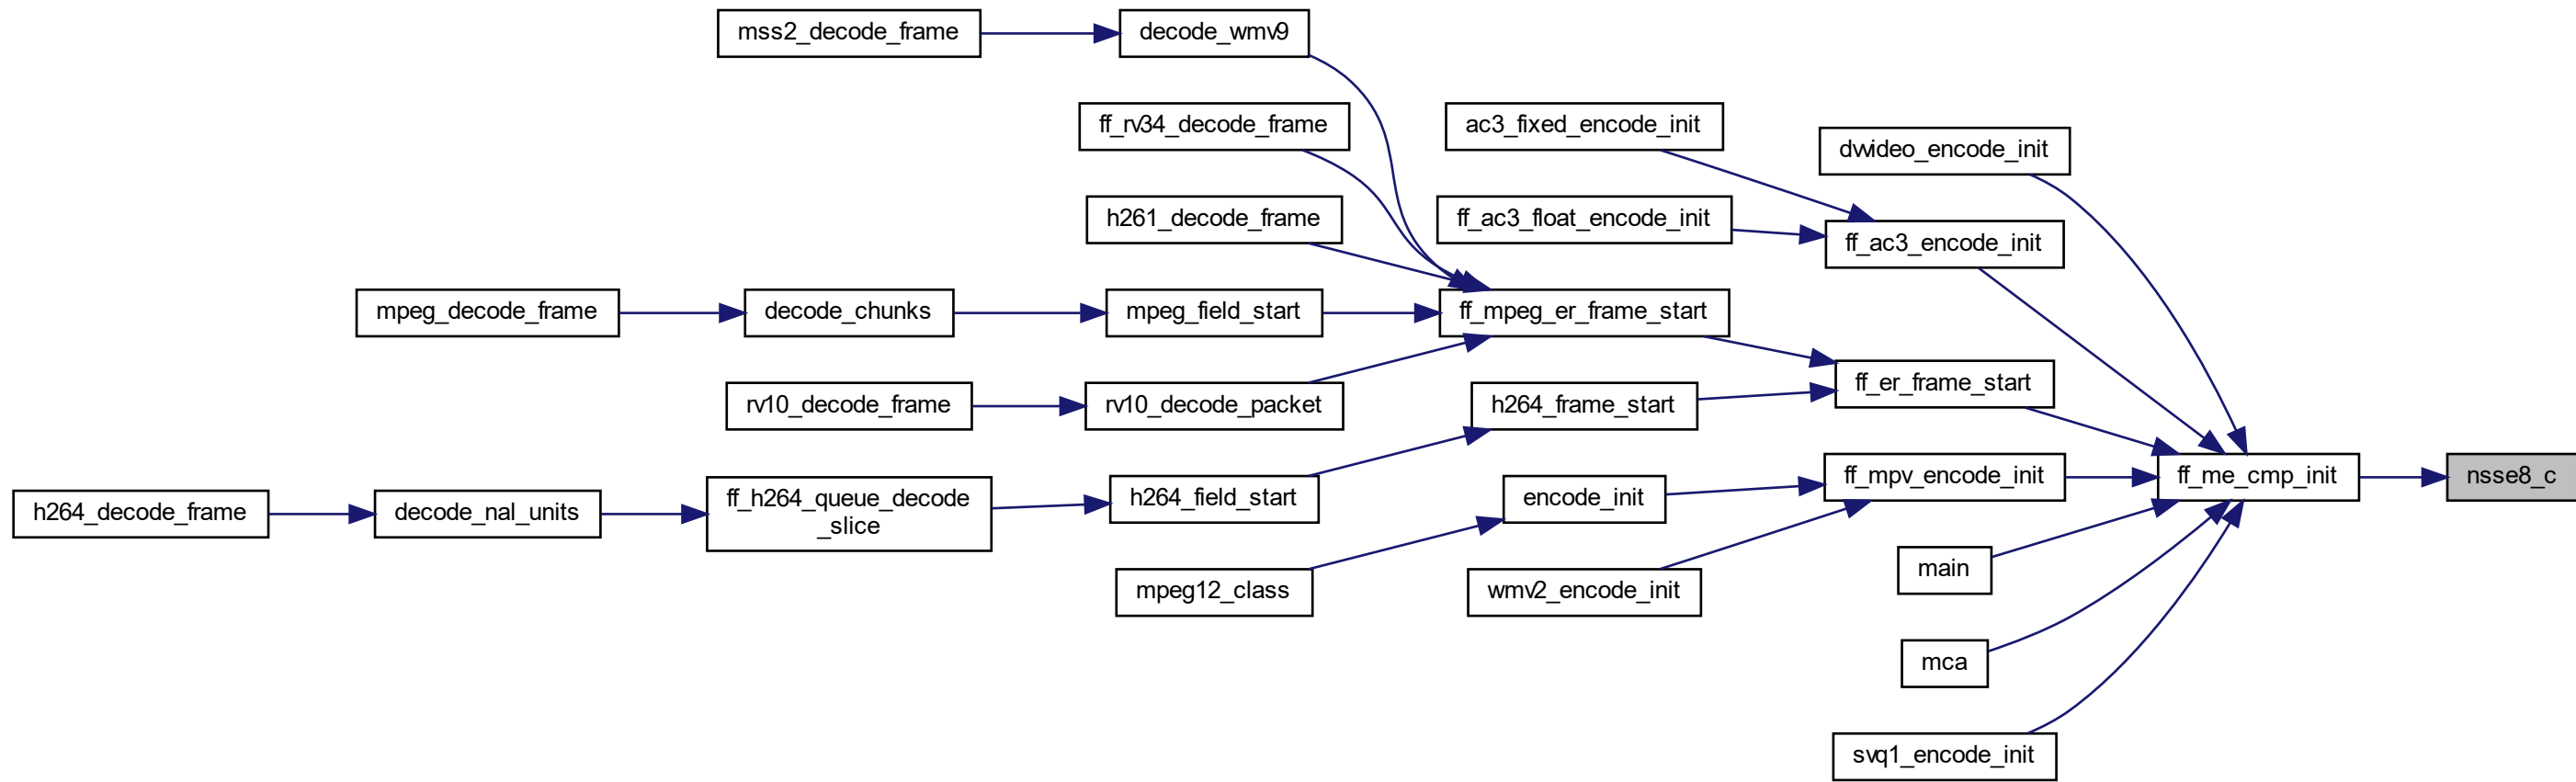 mss2_decode_frame
decode_wmv9
ff_rv34_decode_frame
ac3_fixed_encode_init
dvvideo_encode_init
h261_decode_frame
ff_ac3_float_encode_init
ff_ac3_encode_init
mpeg_decode_frame
decode_chunks
mpeg_field_start
ff_mpeg_er_frame_start
ff_er_frame_start
rv10_decode_frame
rv10_decode_packet
h264_frame_start
h264_decode_frame
decode_nal_units
ff_h264_queue_decode
_slice
h264_field_start
encode_init
ff_mpv_encode_init
ff_me_cmp_init
nsse8_c
mpeg12_class
wmv2_encode_init
main
mca
svq1_encode_init